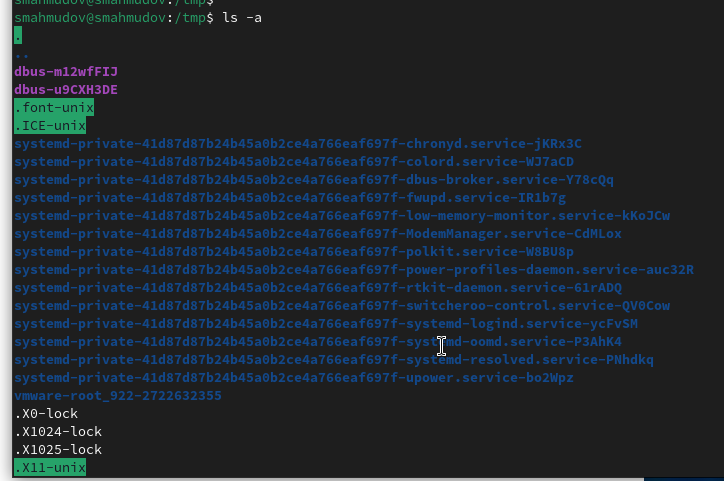 smahmudov@smahmudov:/tmp$
smahmudov@smahmudov:/tmp$ ls -a
.
..
dbus-m12wfFIJ
dbus-u9CXH3DE
.font-unix
.ICE-unix
systemd-private-41d87d87b24b45a0b2ce4a766eaf697f-chronyd.service-jKRx3C
systemd-private-41d87d87b24b45a0b2ce4a766eaf697f-colord.service-WJ7aCD
systemd-private-41d87d87b24b45a0b2ce4a766eaf697f-dbus-broker.service-Y78cQq
systemd-private-41d87d87b24b45a0b2ce4a766eaf697f-fwupd.service-IR1b7g
systemd-private-41d87d87b24b45a0b2ce4a766eaf697f-low-memory-monitor.service-kKoJCw
systemd-private-41d87d87b24b45a0b2ce4a766eaf697f-ModemManager.service-CdMLox
systemd-private-41d87d87b24b45a0b2ce4a766eaf697f-polkit.service-W8BU8p
systemd-private-41d87d87b24b45a0b2ce4a766eaf697f-power-profiles-daemon.service-auc32R
systemd-private-41d87d87b24b45a0b2ce4a766eaf697f-rtkit-daemon.service-61rADQ
systemd-private-41d87d87b24b45a0b2ce4a766eaf697f-switcheroo-control.service-QV0Cow
systemd-private-41d87d87b24b45a0b2ce4a766eaf697f-systemd-logind.service-ycFvSM
systemd-private-41d87d87b24b45a0b2ce4a766eaf697f-systemd-oomd.service-P3AhK4
systemd-private-41d87d87b24b45a0b2ce4a766eaf697f-systemd-resolved.service-PNhdkq
systemd-private-41d87d87b24b45a0b2ce4a766eaf697f-upower.service-bo2Wpz
vmware-root_922-2722632355
.X0-lock
.X1024-lock
.X1025-lock
.X11-unix